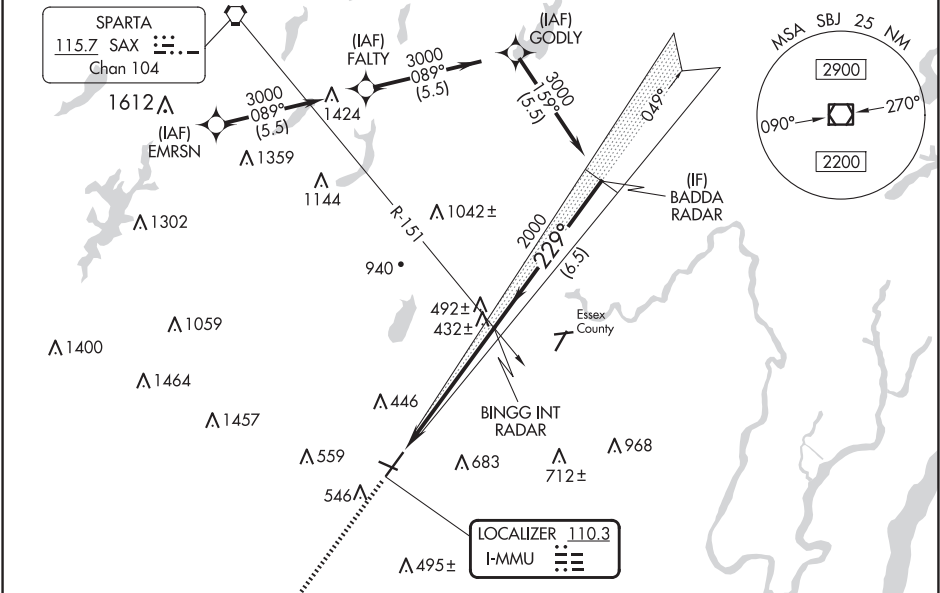 SPARTA
115.7 SAX
Chan 104
(IAF)
FALTY
(IAF)
GODLY
MSA SBJ 25 NM
2900
090°
270°
2200
3000
089°
(5.5)
3000
159°
(5.5)
049°
1612
3000
089°
(5.5)
1424
(IAF)
EMRSN
1359
1144
(IF)
BADDA
RADAR
1302
R-151
1042±
2000
229°
(6.5)
940
492±
432±
Essex
County
1059
1400
1464
446
BINGG INT
RADAR
1457
559
683
712±
968
546
LOCALIZER 110.3
I-MMU
495±